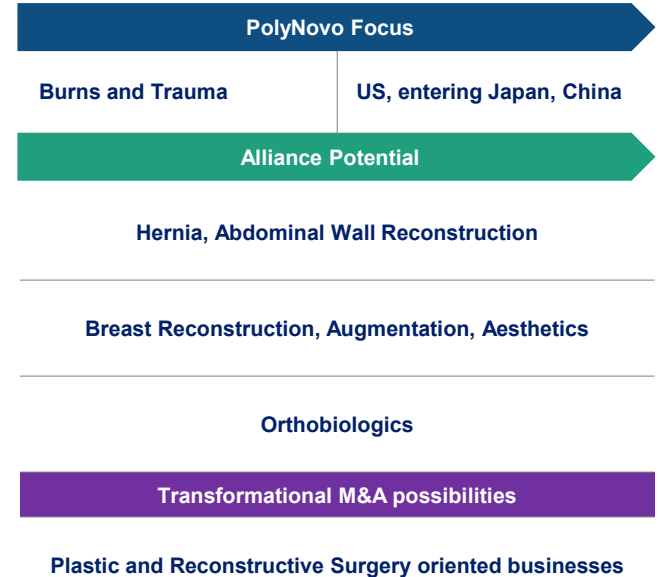 PolyNovo Focus
Burns and Trauma
US, entering Japan, China
Alliance Potential
Hernia, Abdominal Wall Reconstruction
Breast Reconstruction, Augmentation, Aesthetics
Orthobiologics
Transformational M&A possibilities
Plastic and Reconstructive Surgery oriented businesses